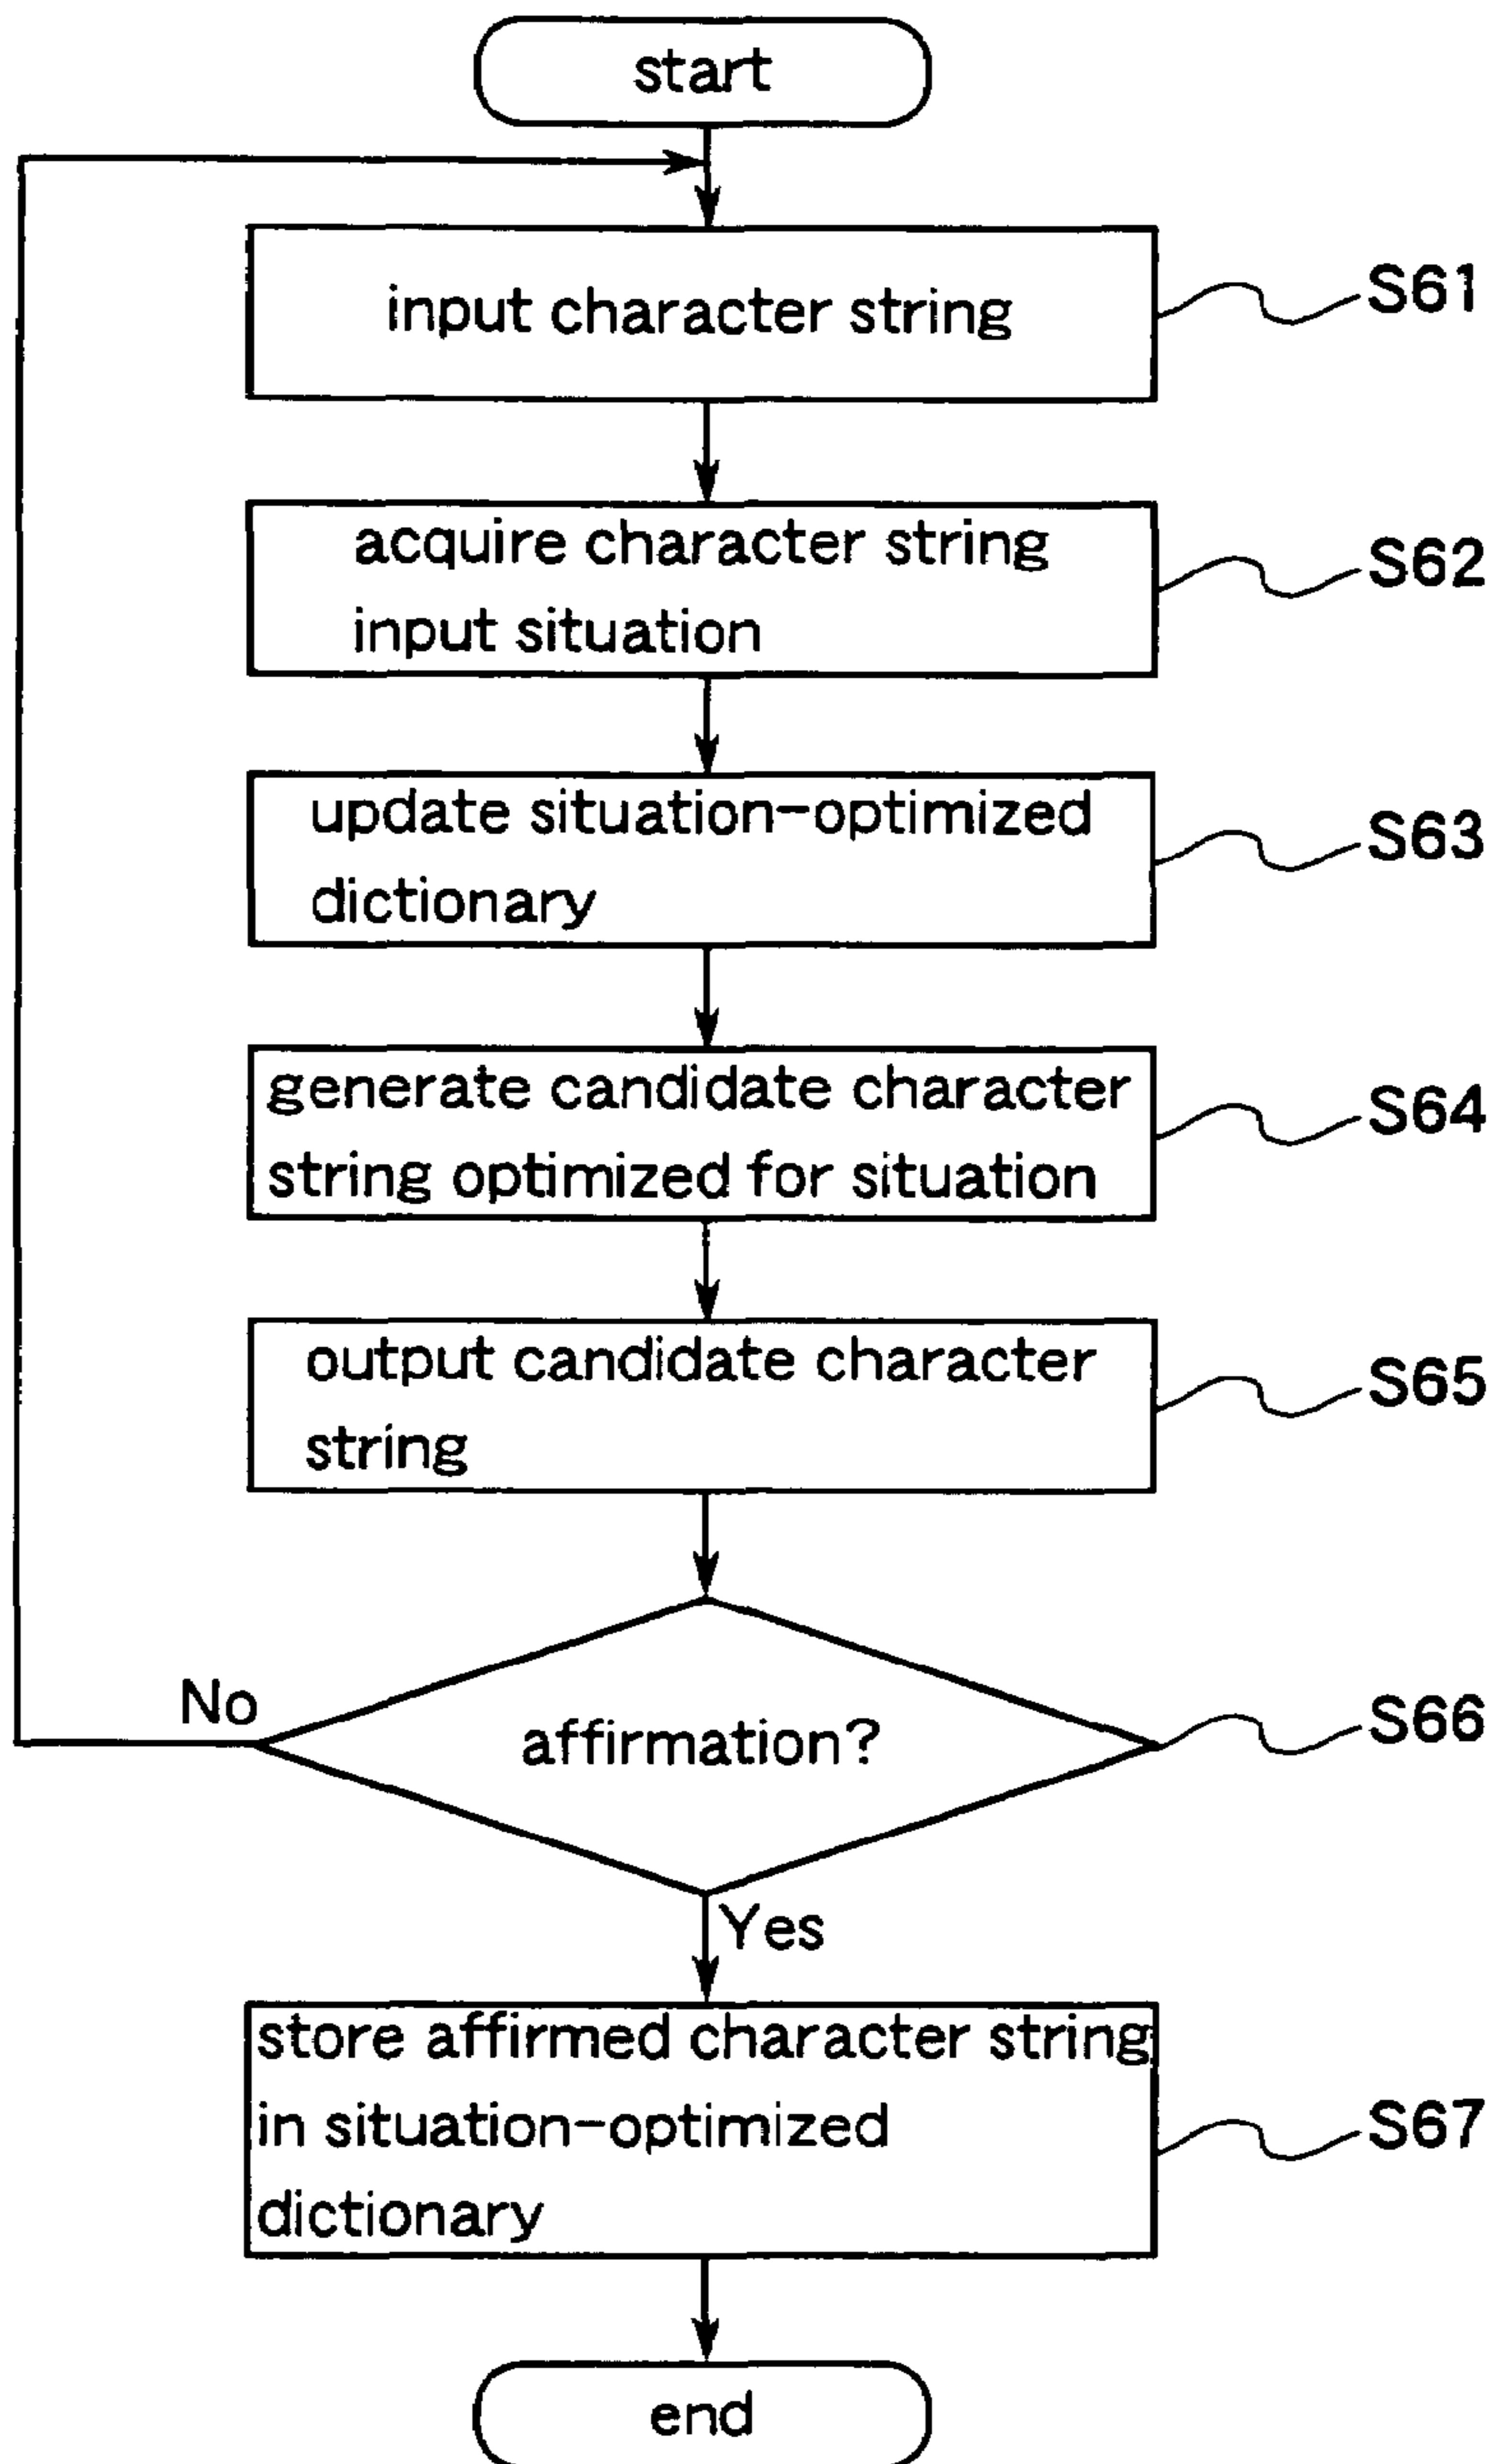 start
input character string
S61
acquire character string
input situation
S62
update situation-optimized
dictionary
S63
generate candidate character
string optimized for situation
S64
output candidate character
string
S65
No
affirmation?
S66
Yes
store affirmed character string
in situation-optimized
dictionary
S67
end